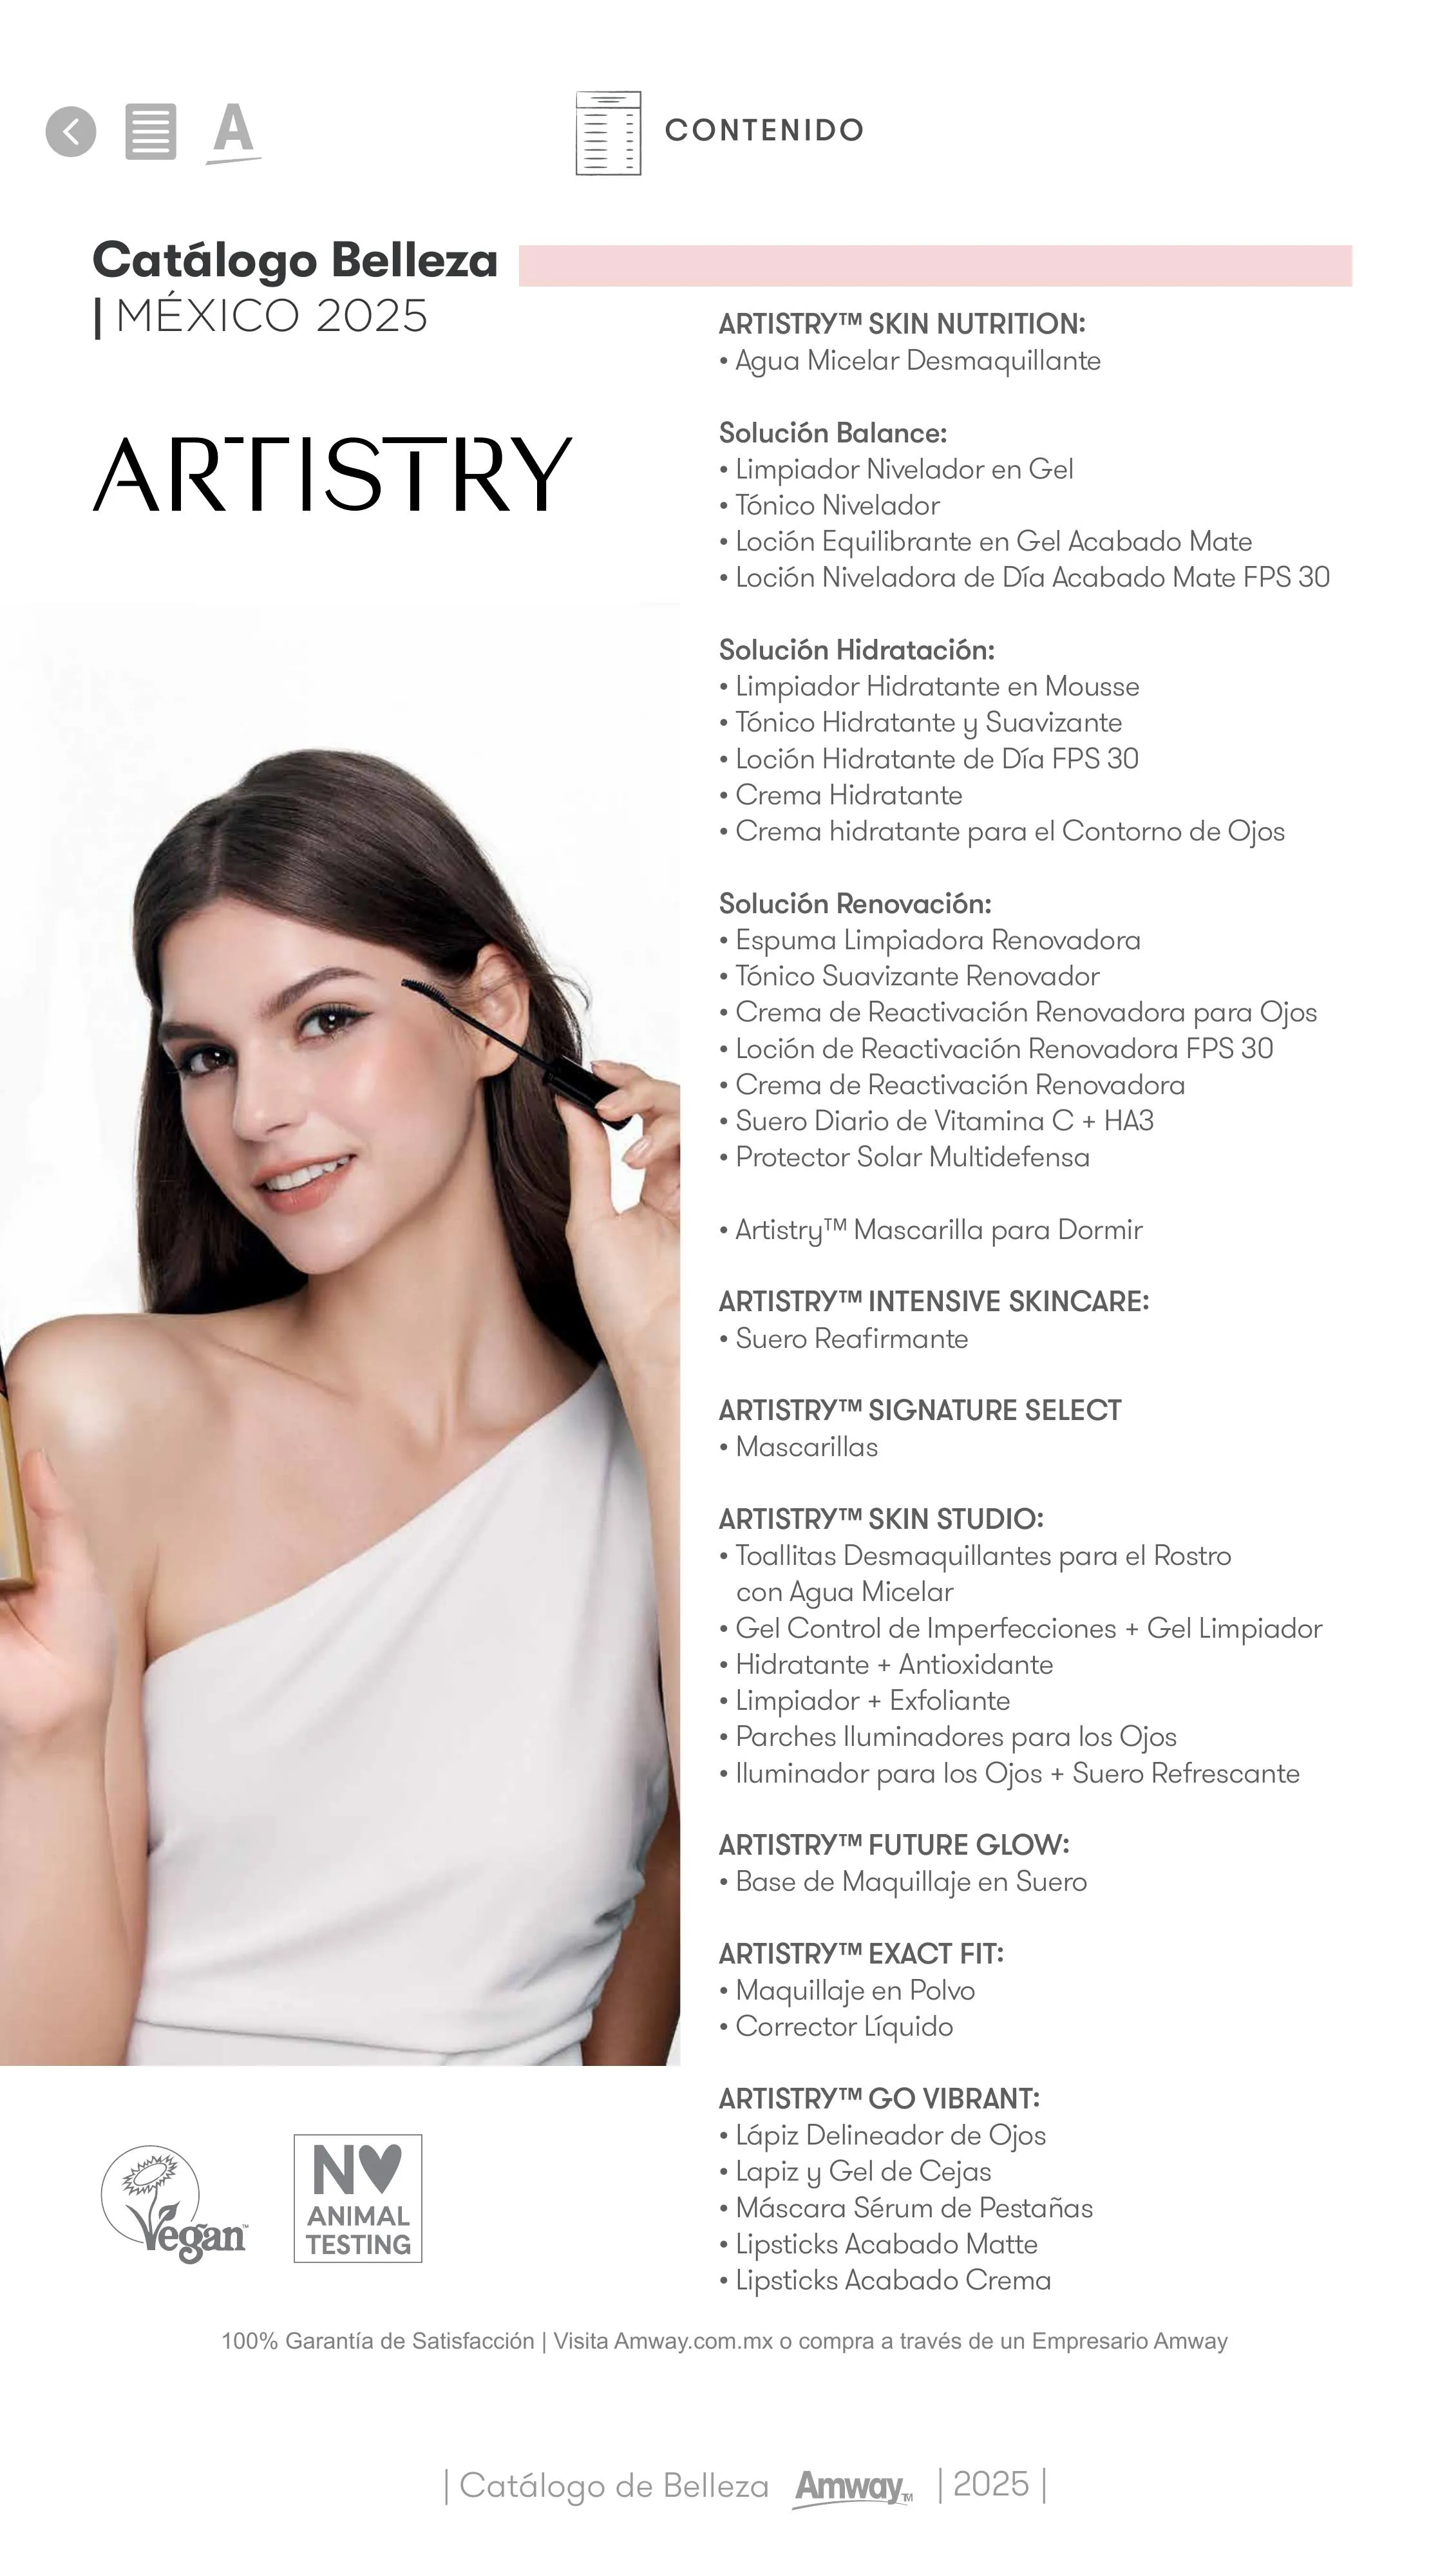 A
CONTENIDO
Catálogo Belleza
| MÉXICO 2025
ARTISTRY
ARTISTRY™ SKIN NUTRITION:
• Agua Micelar Desmaquillante
Solución Balance:
• Limpiador Nivelador en Gel
• Tónico Nivelador
• Loción Equilibrante en Gel Acabado Mate
• Loción Niveladora de Día Acabado Mate FPS 30
Solución Hidratación:
• Limpiador Hidratante en Mousse
• Tónico Hidratante y Suavizante
• Loción Hidratante de Día FPS 30
• Crema Hidratante
• Crema hidratante para el Contorno de Ojos
Solución Renovación:
• Espuma Limpiadora Renovadora
• Tónico Suavizante Renovador
• Crema de Reactivación Renovadora para Ojos
• Loción de Reactivación Renovadora FPS 30
• Crema de Reactivación Renovadora
• Suero Diario de Vitamina C + HA3
• Protector Solar Multidefensa
• Artistry™ Mascarilla para Dormir
ARTISTRY™ INTENSIVE SKINCARE:
• Suero Reafirmante
ARTISTRY™ SIGNATURE SELECT
• Mascarillas
ARTISTRY™ SKIN STUDIO:
• Toallitas Desmaquillantes para el Rostro
con Agua Micelar
• Gel Control de Imperfecciones + Gel Limpiador
• Hidratante + Antioxidante
• Limpiador + Exfoliante
• Parches Iluminadores para los Ojos
• Iluminador para los Ojos + Suero Refrescante
ARTISTRY™ FUTURE GLOW:
• Base de Maquillaje en Suero
ARTISTRY™ EXACT FIT:
• Maquillaje en Polvo
• Corrector Líquido
ARTISTRY™ GO VIBRANT:
• Lápiz Delineador de Ojos
• Lapiz y Gel de Cejas
• Máscara Sérum de Pestañas
• Lipsticks Acabado Matte
• Lipsticks Acabado Crema
Vegan™
N♥
ANIMAL
TESTING
100% Garantía de Satisfacción | Visita Amway.com.mx o compra a través de un Empresario Amway
| Catálogo de Belleza Amway™ | 2025 |